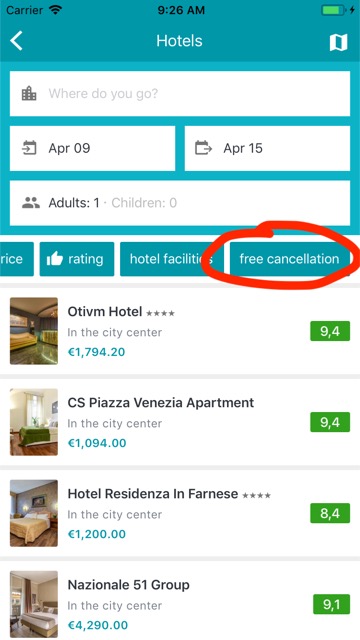 Carrier 9:26 AM
Hotels
Where do you go?
Apr 09 Apr 15
Adults: 1 · Children: 0
rice rating hotel facilities free cancellation
Otivm Hotel ★★★★
In the city center
€1,794.20
9,4
CS Piazza Venezia Apartment
In the city center
€1,094.00
9,4
Hotel Residenza In Farnese ★★★★
In the city center
€1,200.00
8,4
Nazionale 51 Group
In the city center
€4,290.00
9,1